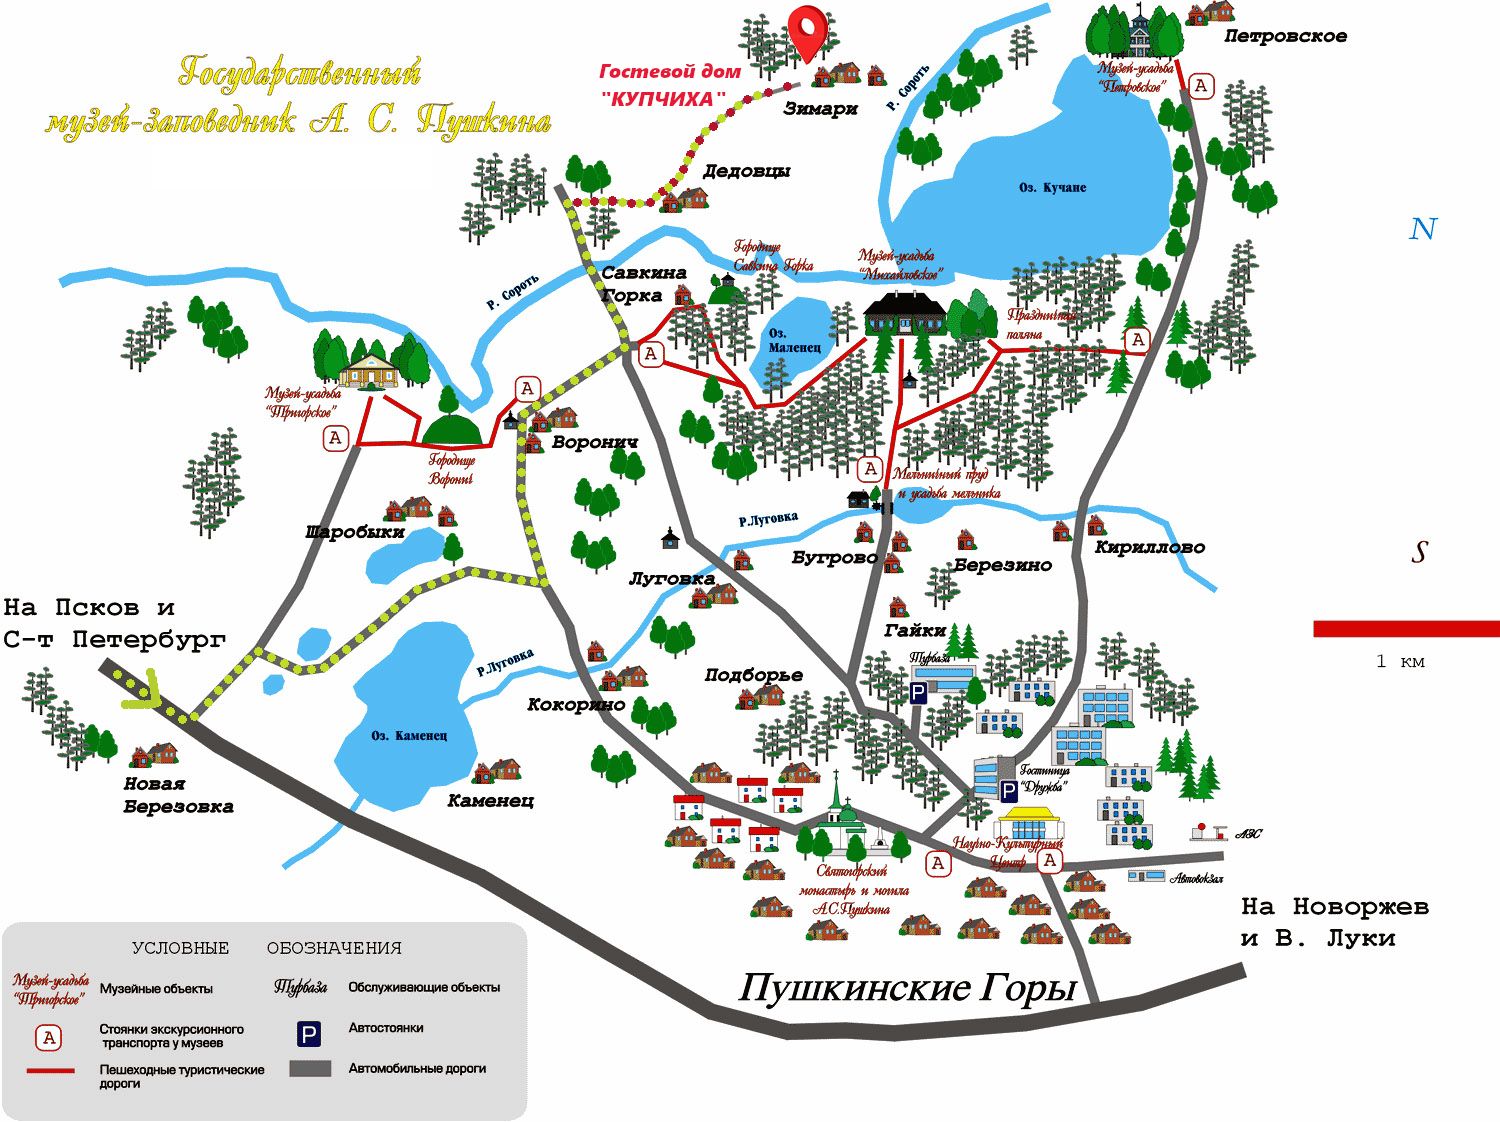 Государственный
музей-заповедник А. С. Пушкина
Гостевой дом
"КУПЧИХА"
Зимари
Р. Сороть
Петровское
Музей-усадьба
"Петровское"
А
Дедовцы
Оз. Кучане
N
Савкина
Горка
Городище
Савкина Горка
Музей-усадьба
"Михайловское"
Р. Сороть
Оз.
Маленец
Праздничная
поляна
А
А
Музей-усадьба
"Тригорское"
А
А
Воронич
Городище
Воронич
А
Мельничный пруд
и усадьба мельника
Шаробыки
Р.Луговка
Бугрово
Березино
Кириллово
S
Луговка
На Псков и
С-т Петербург
Гайки
1 км
Р.Луговка
Турбаза
P
Подборье
Кокорино
Оз. Каменец
Новая
Березовка
Каменец
Гостиница
"Дружба"
P
АЗС
Научно-Культурный
Центр
А
А
Автовокзал
Святогорский
монастырь и могила
А.С.Пушкина
На Новоржев
и В. Луки
Пушкинские Горы
УСЛОВНЫЕ ОБОЗНАЧЕНИЯ
Музей-усадьба
"Тригорское"
Музейные объекты
Турбаза
Обслуживающие объекты
А
Стоянки экскурсионного
транспорта у музеев
P
Автостоянки
Пешеходные туристические
дороги
Автомобильные дороги